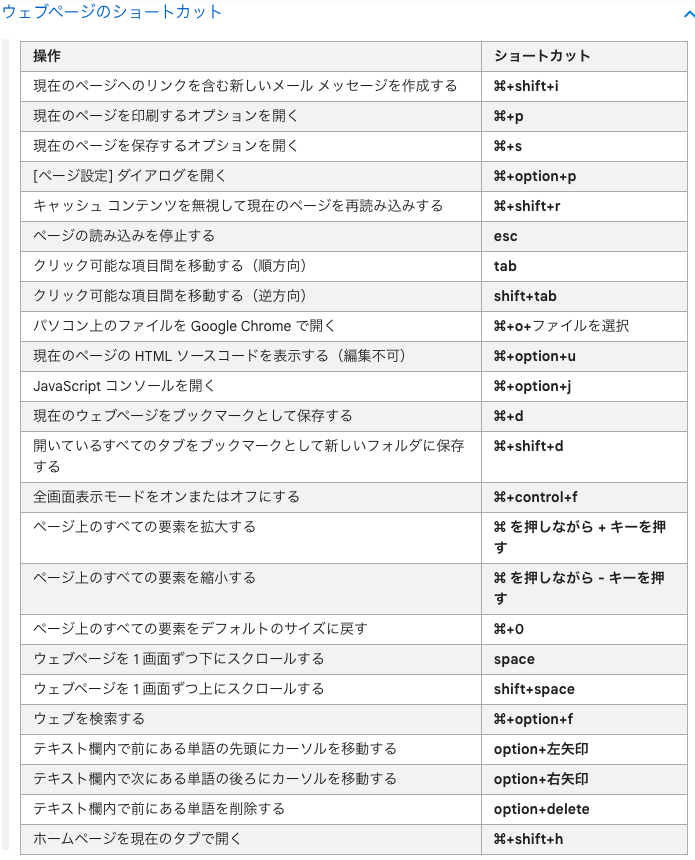 ウェブページのショートカット
操作 ショートカット
現在のページへのリンクを含む新しいメール メッセージを作成する ⌘+shift+i
現在のページを印刷するオプションを開く ⌘+p
現在のページを保存するオプションを開く ⌘+s
[ページ設定] ダイアログを開く ⌘+option+p
キャッシュ コンテンツを無視して現在のページを再読み込みする ⌘+shift+r
ページの読み込みを停止する esc
クリック可能な項目間を移動する（順方向） tab
クリック可能な項目間を移動する（逆方向） shift+tab
パソコン上のファイルを Google Chrome で開く ⌘+o+ファイルを選択
現在のページの HTML ソースコードを表示する（編集不可） ⌘+option+u
JavaScript コンソールを開く ⌘+option+j
現在のウェブページをブックマークとして保存する ⌘+d
開いているすべてのタブをブックマークとして新しいフォルダに保存 ⌘+shift+d
する
全画面表示モードをオンまたはオフにする ⌘+control+f
ページ上のすべての要素を拡大する ⌘ を押しながら + キーを押
す
ページ上のすべての要素を縮小する ⌘ を押しながら - キーを押
す
ページ上のすべての要素をデフォルトのサイズに戻す ⌘+0
ウェブページを 1 画面ずつ下にスクロールする space
ウェブページを 1 画面ずつ上にスクロールする shift+space
ウェブを検索する ⌘+option+f
テキスト欄内で前にある単語の先頭にカーソルを移動する option+左矢印
テキスト欄内で次にある単語の後ろにカーソルを移動する option+右矢印
テキスト欄内で前にある単語を削除する option+delete
ホームページを現在のタブで開く ⌘+shift+h